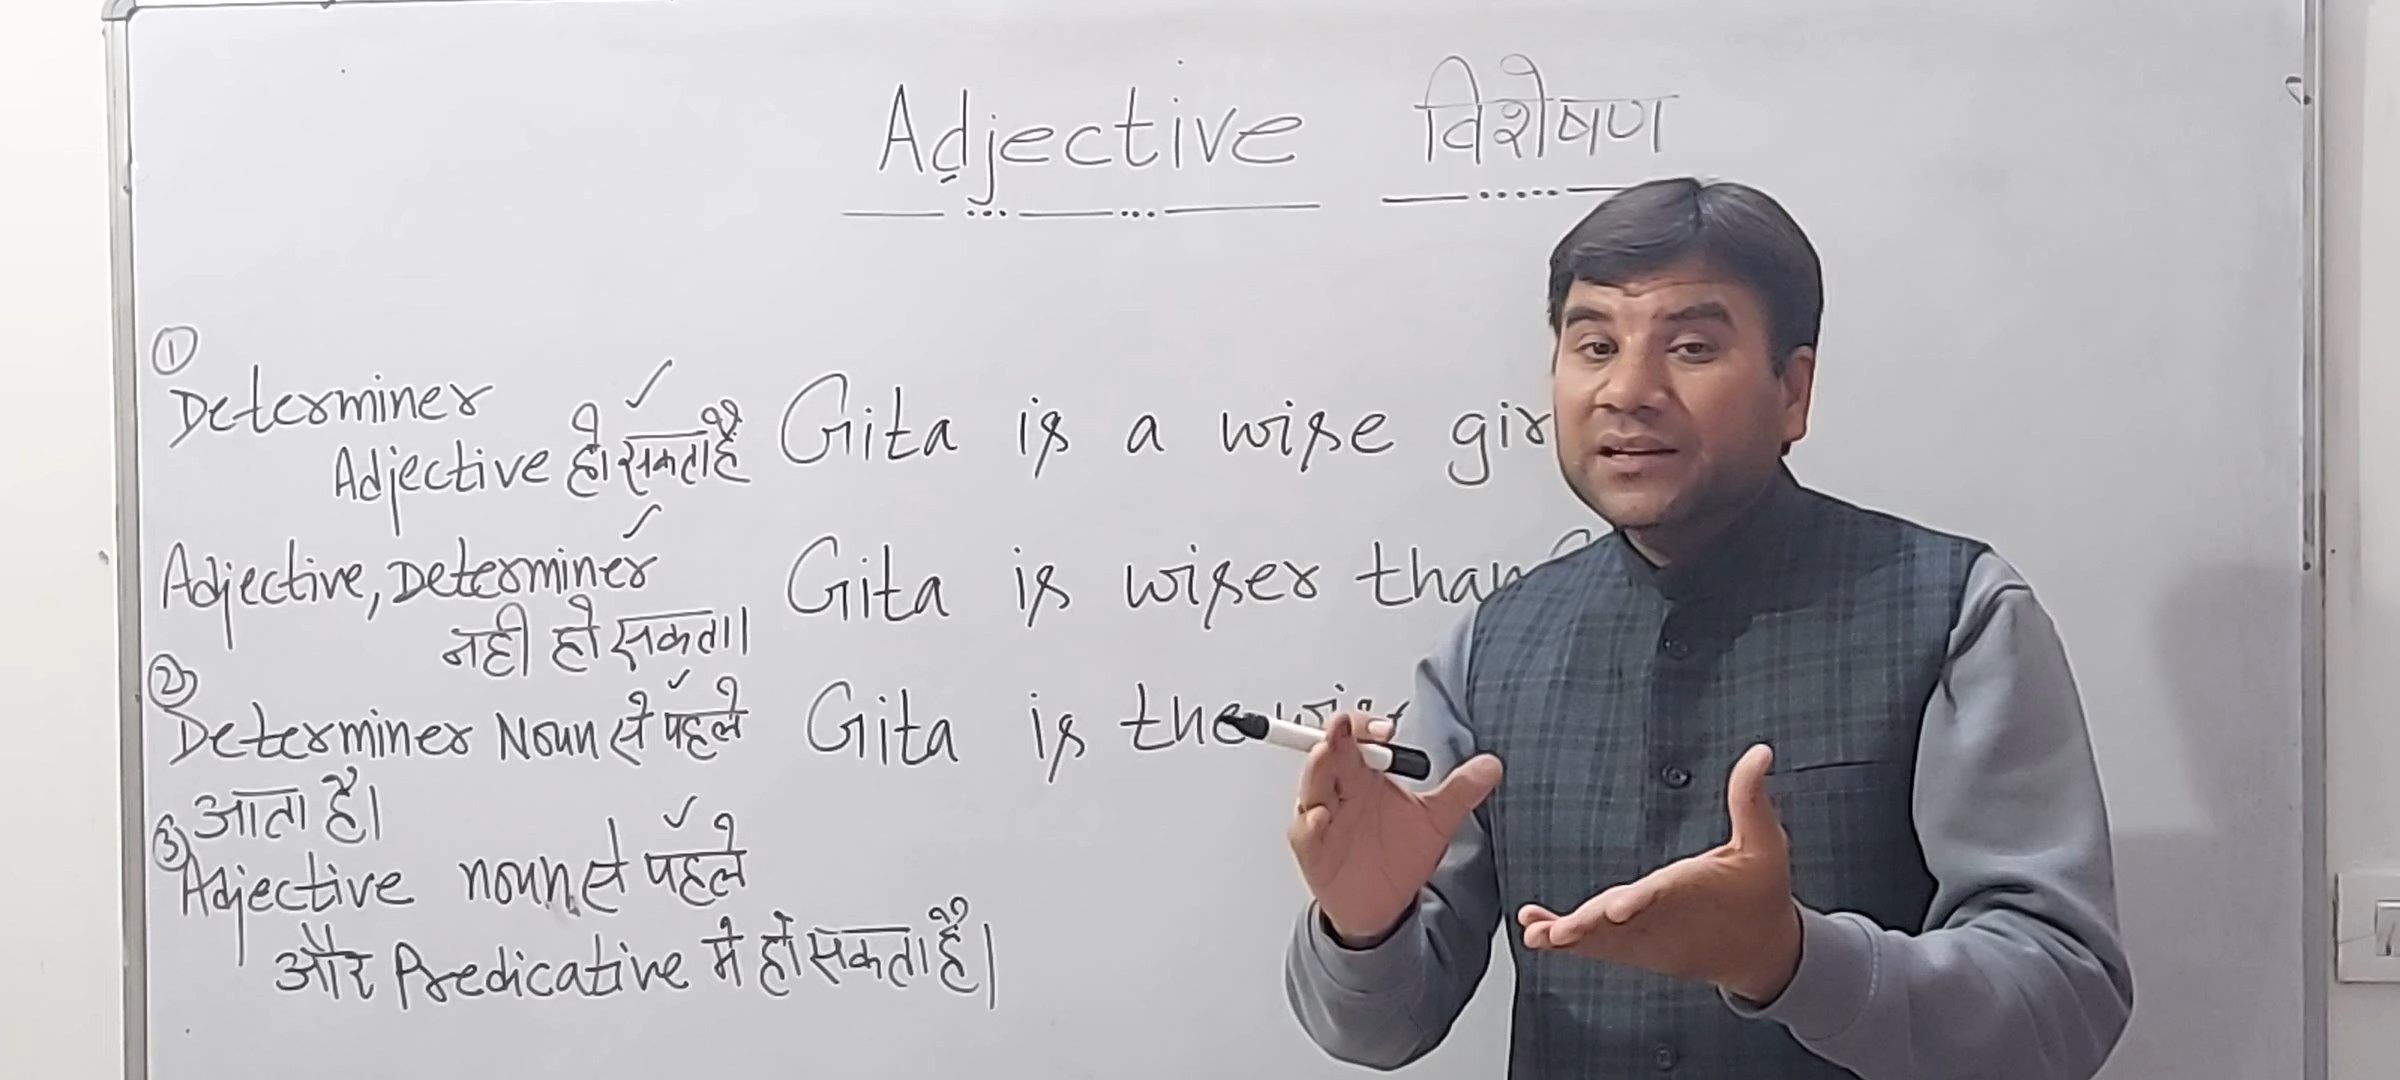 Adjective विशेषण
①
Determiner
Adjective हो सकता है
Gita is a wise gir
Adjective, Determiner
नही हो सकता।
Gita is wiser than
②
Determiner Noun से पहले
आता है।
Gita is the
③
Adjective noun से पहले
और Predicative मे हो सकता है।